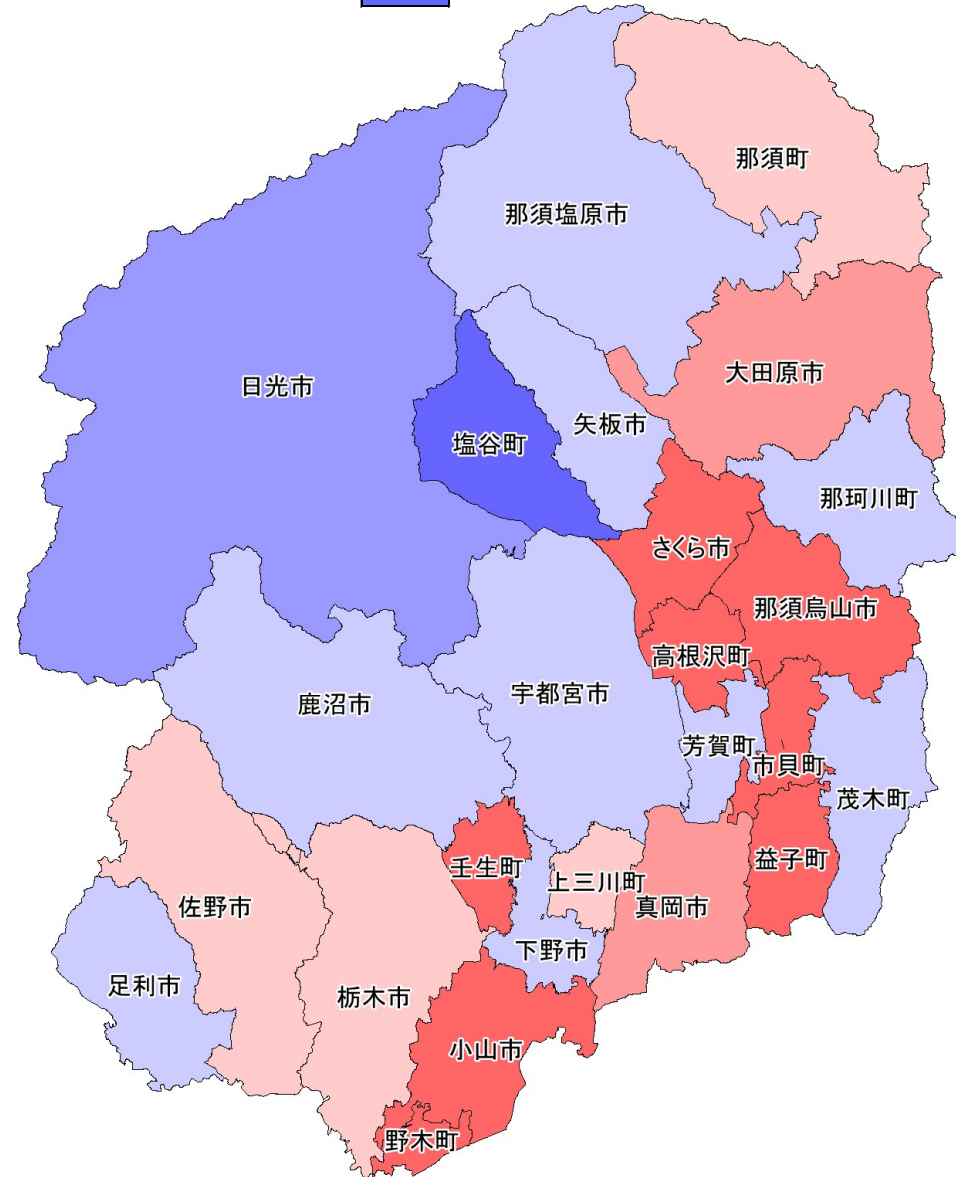 那須町
那須塩原市
大田原市
日光市
矢板市
塩谷町
那珂川町
さくら市
那須烏山市
高根沢町
宇都宮市
鹿沼市
芳賀町
市貝町
茂木町
益子町
壬生町
上三川町
真岡市
佐野市
下野市
足利市
栃木市
小山市
野木町